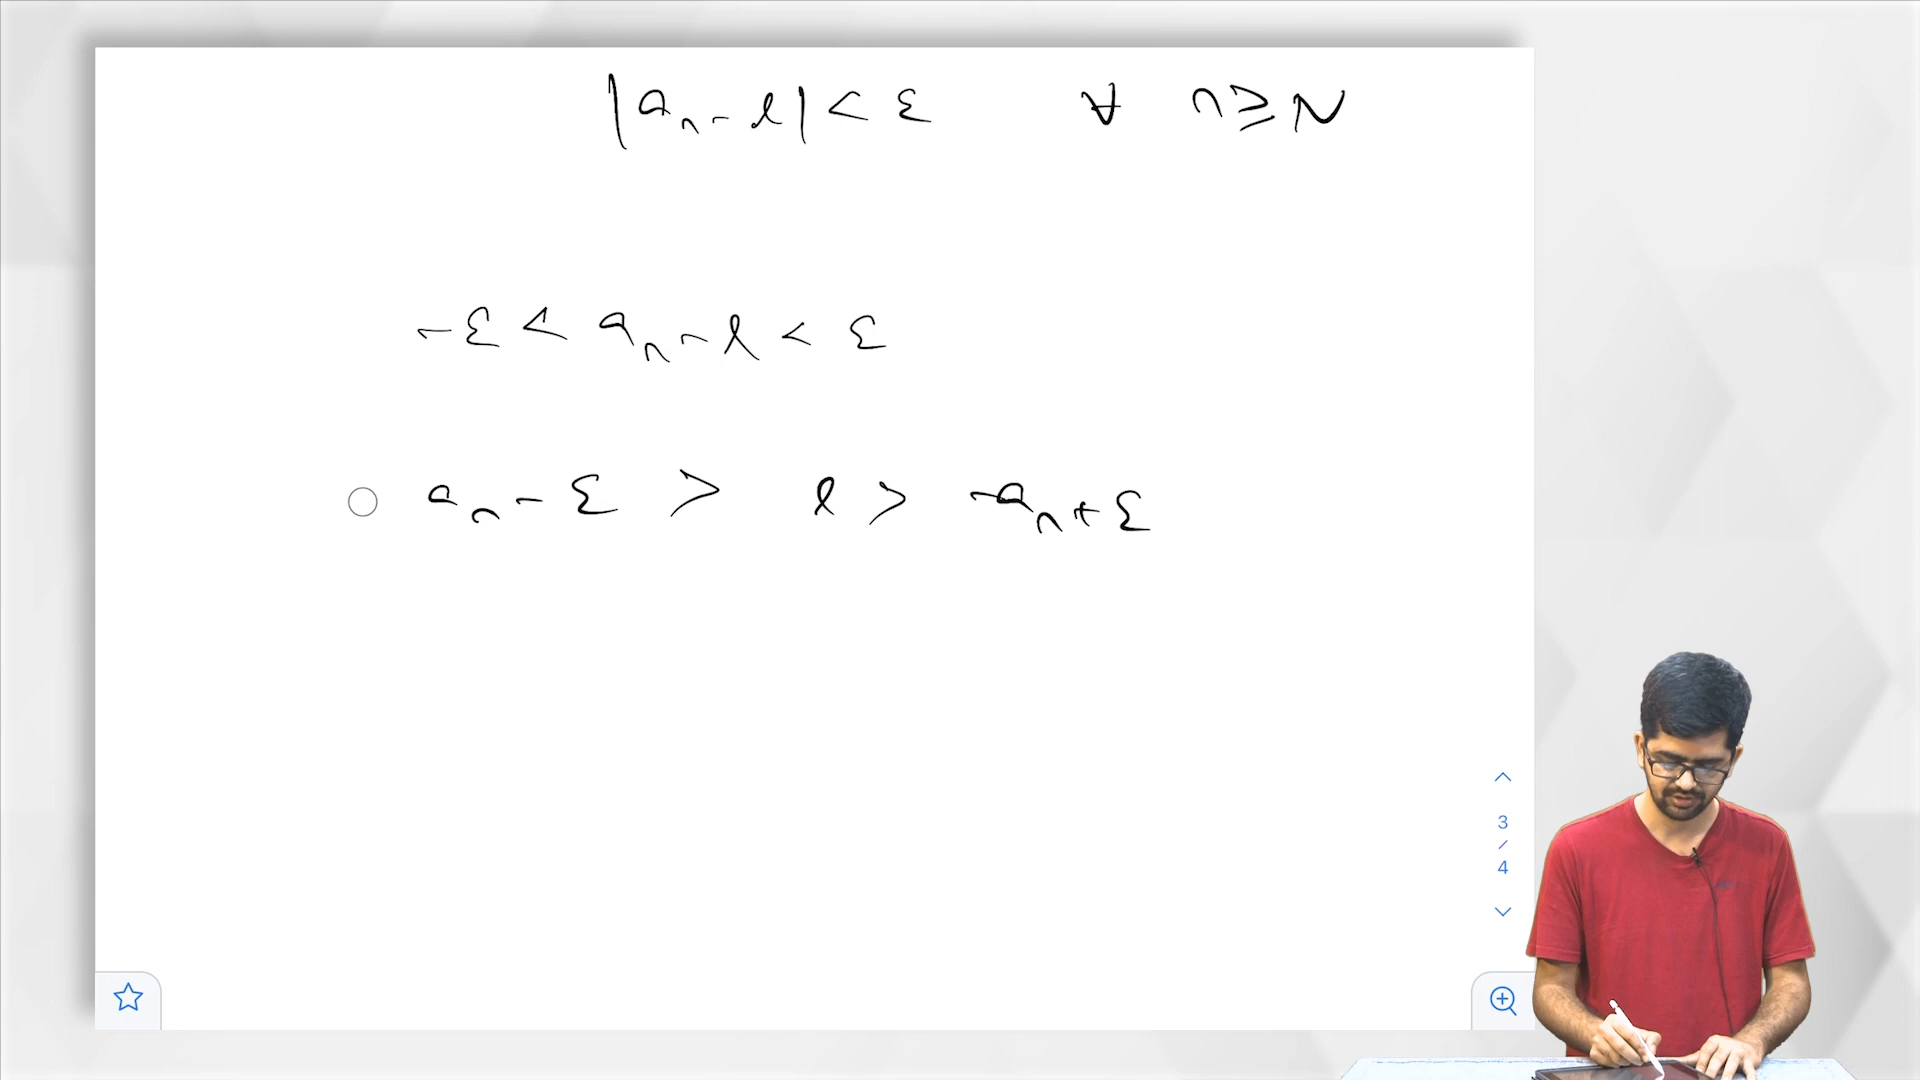 |aₙ - l| < ε ∀ n ≥ N
-ε < aₙ - l < ε
aₙ - ε > l > -aₙ + ε
3
/
4